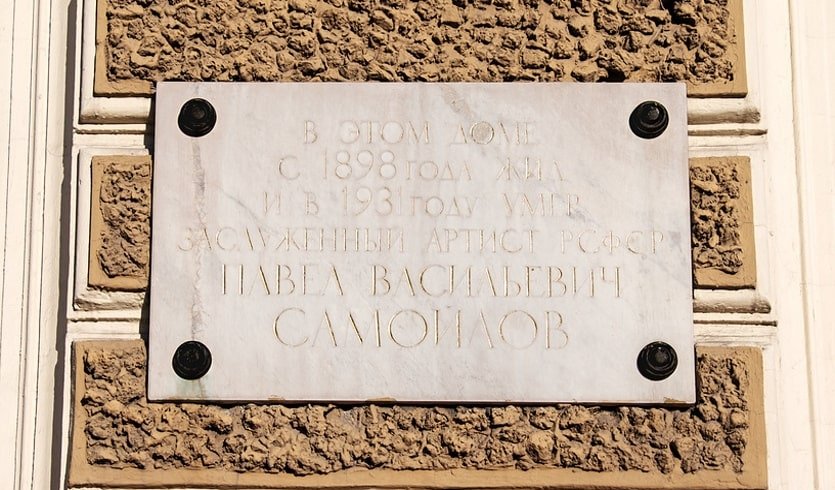 В ЭТОМ ДОМЕ
С 1898 ГОДА ЖИЛ
И В 1931 ГОДУ УМЕР
ЗАСЛУЖЕННЫЙ АРТИСТ РСФСР
ПАВЕЛ ВАСИЛЬЕВИЧ
САМОЙЛОВ